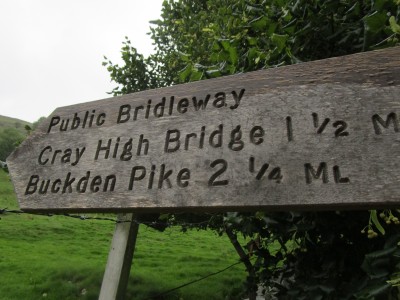 Public Bridleway
Cray High Bridge 1 ½ M
Buckden Pike 2 ¼ ML